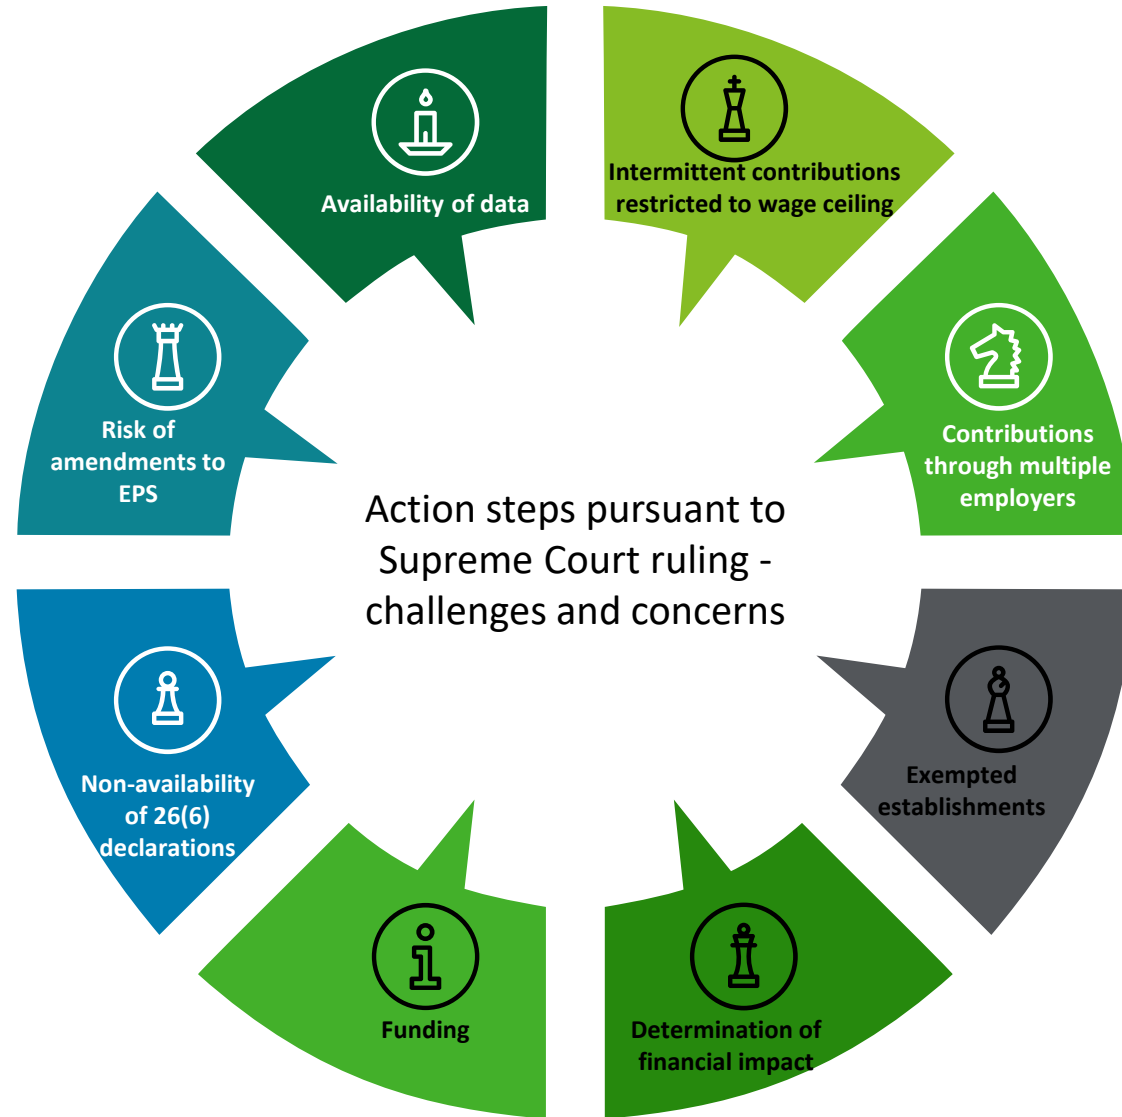 Availability of data
Intermittent contributions
restricted to wage ceiling
Contributions
through multiple
employers
Exempted
establishments
Determination of
financial impact
Funding
Non-availability
of 26(6)
declarations
Risk of
amendments to
EPS
Action steps pursuant to
Supreme Court ruling -
challenges and concerns